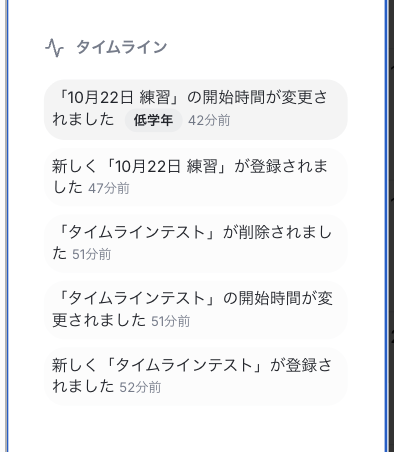 タイムライン
「10月22日 練習」の開始時間が変更さ
れました 低学年 42分前
新しく「10月22日 練習」が登録されま
した 47分前
「タイムラインテスト」が削除されまし
た 51分前
「タイムラインテスト」の開始時間が変
更されました 51分前
新しく「タイムラインテスト」が登録さ
れました 52分前